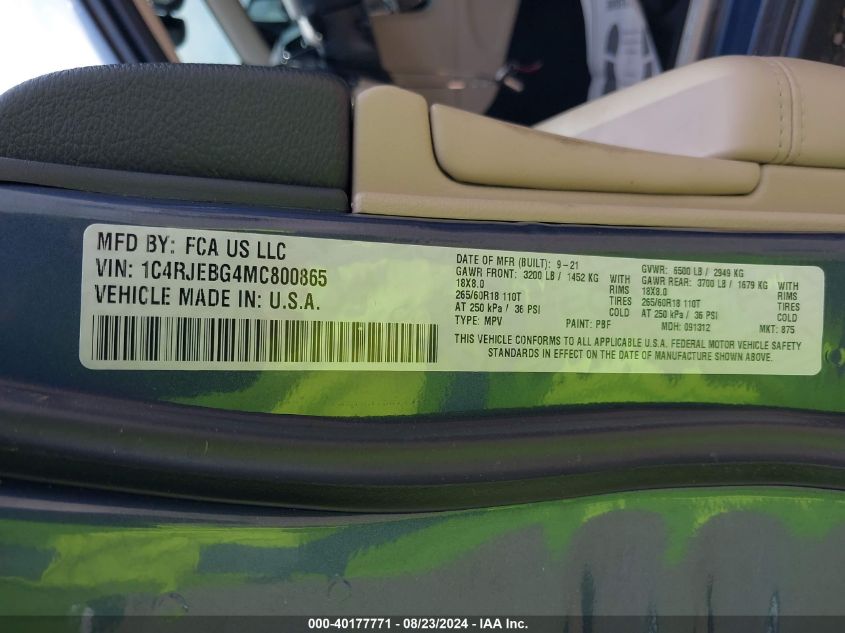 MFD BY: FCA US LLC
VIN: 1C4RJEBG4MC800865
VEHICLE MADE IN: U.S.A.
DATE OF MFR (BUILT): 9-21
GAWR FRONT: 3200 LB / 1452 KG WITH
18X8.0 RIMS
265/60R18 110T TIRES
AT 250 kPa / 36 PSI COLD
TYPE: MPV PAINT: PBF
GVWR: 6500 LB / 2949 KG
GAWR REAR: 3700 LB / 1679 KG WITH
18X8.0 RIMS
265/60R18 110T TIRES
AT 250 kPa / 36 PSI COLD
MDH: 091312 MKT: 875
THIS VEHICLE CONFORMS TO ALL APPLICABLE U.S.A. FEDERAL MOTOR VEHICLE SAFETY
STANDARDS IN EFFECT ON THE DATE OF MANUFACTURE SHOWN ABOVE.
000-40177771 - 08/23/2024 - IAA Inc.